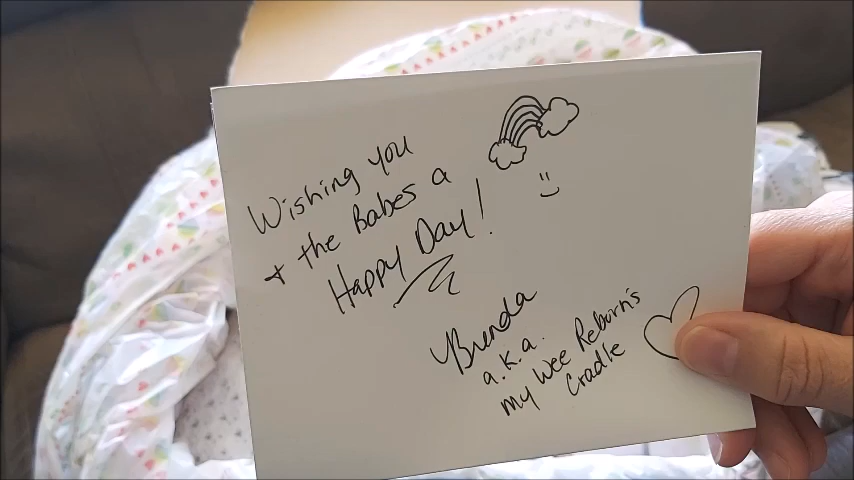 Wishing you
+ the Babes a
Happy Day!
Brenda
a.k.a.
my Wee Reborn's
Cradle